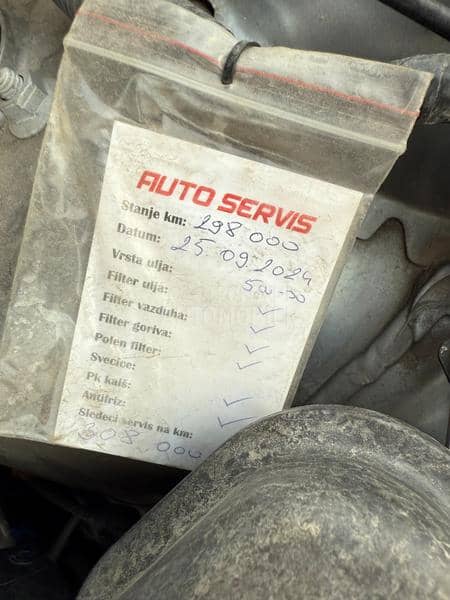 AUTO SERVIS
Stanje km: 298 000
Datum: 25.09.2024
Vrsta ulja: 5w-30
Filter ulja: ✓
Filter vazduha: ✓
Filter goriva: ✓
Polen filter: ✓
Svecice:
Pk kaiš: ✓
Antifriz: ✓
Sledeci servis na km:
308 000